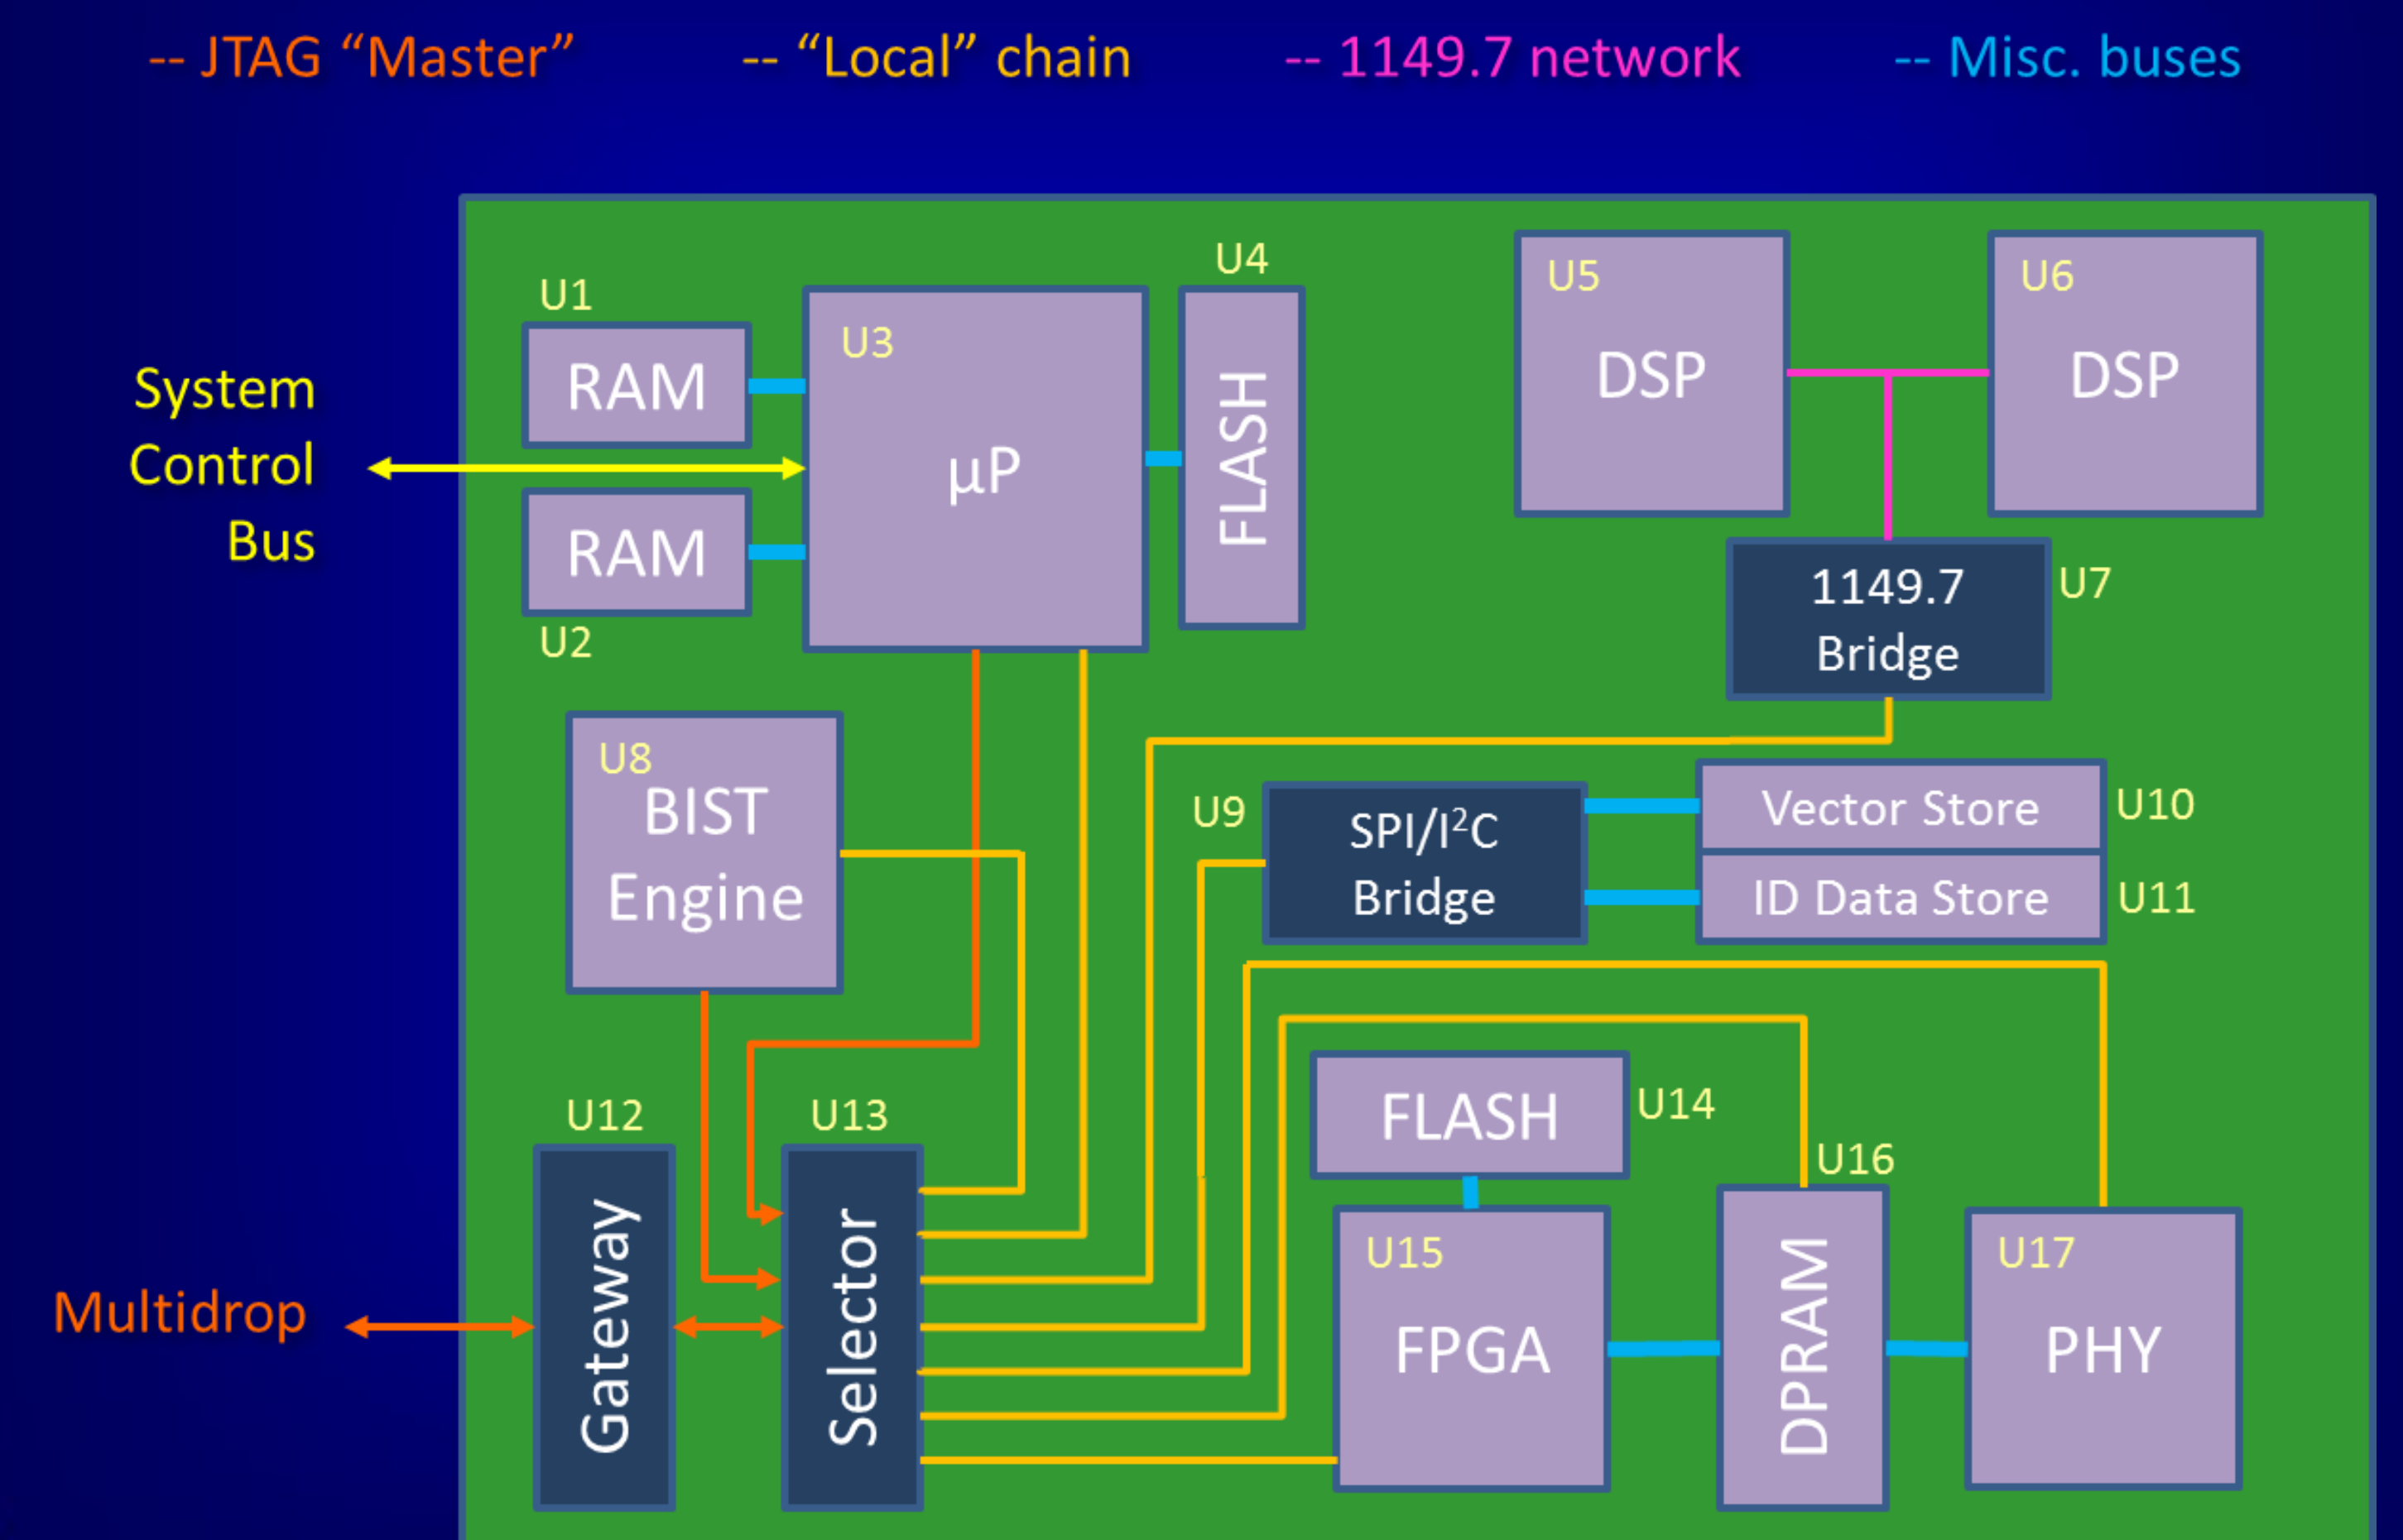 -- JTAG “Master”
-- “Local” chain
-- 1149.7 network
-- Misc. buses
System
Control
Bus
U1
RAM
RAM
U2
U3
µP
U4
FLASH
U5
DSP
U6
DSP
1149.7
Bridge
U7
U8
BIST
Engine
U9
SPI/I²C
Bridge
Vector Store
U10
ID Data Store
U11
Multidrop
U12
Gateway
U13
Selector
FLASH
U14
U15
FPGA
U16
DPRAM
U17
PHY